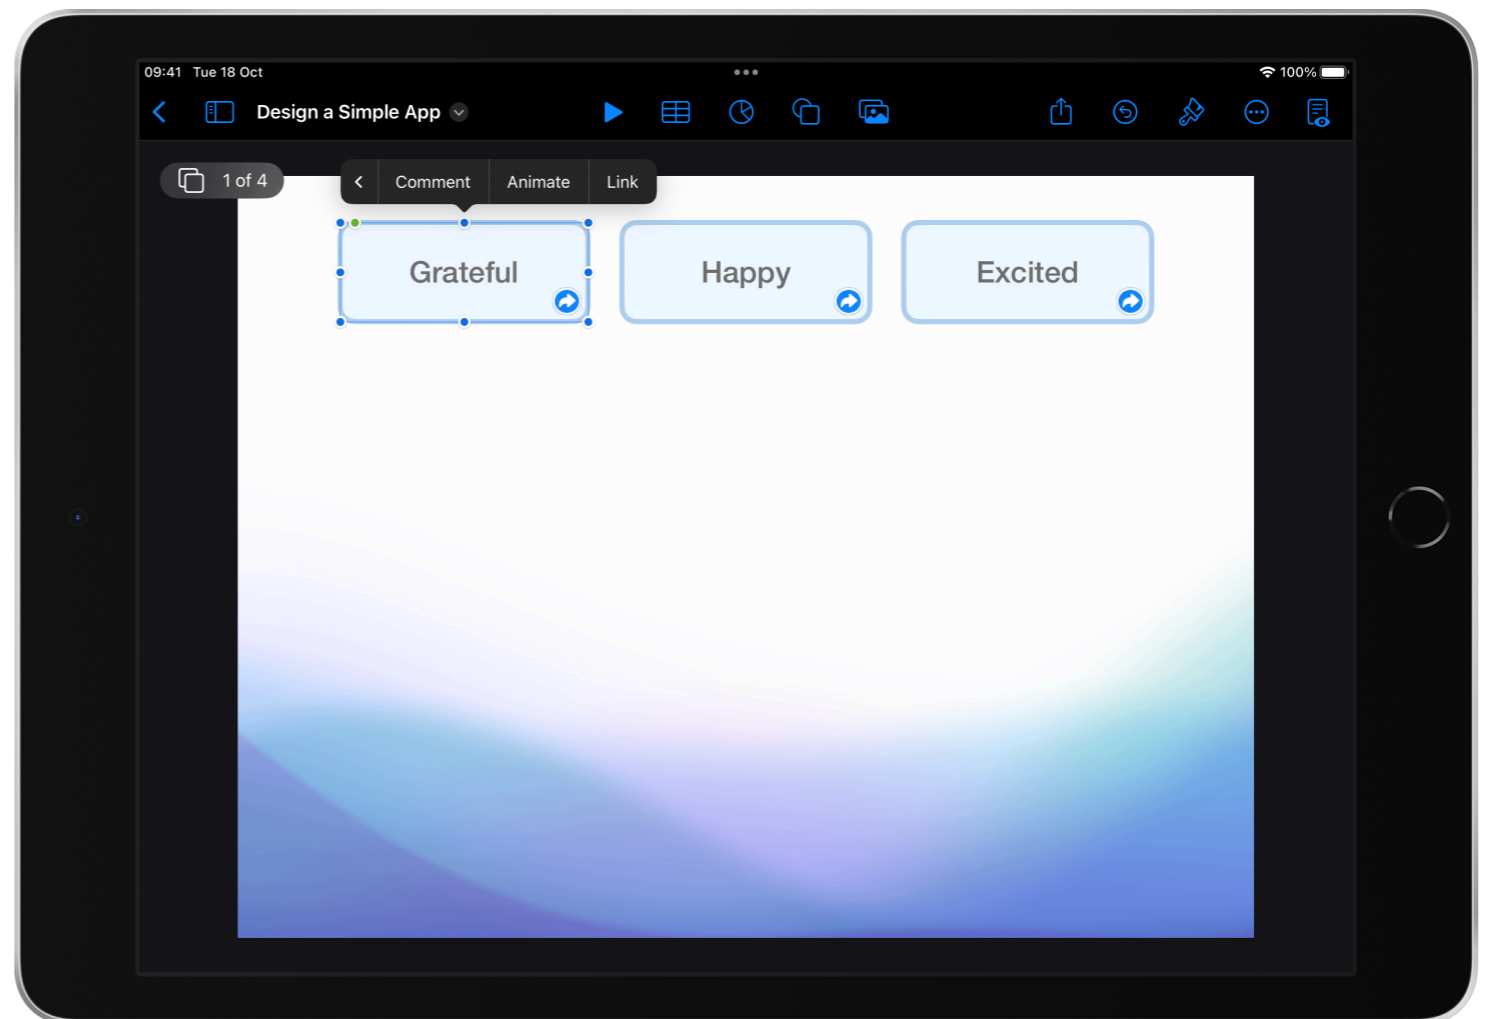 09:41 Tue 18 Oct
100%
Design a Simple App
1 of 4
Comment Animate Link
Grateful Happy Excited